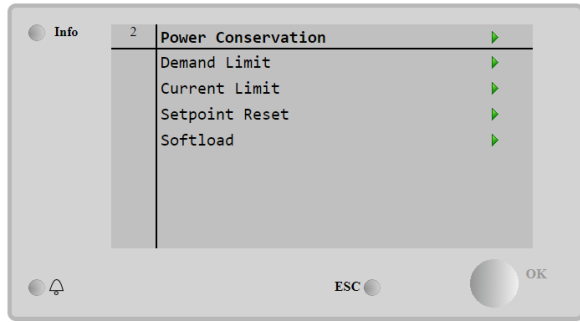 Info
2 Power Conservation
Demand Limit
Current Limit
Setpoint Reset
Softload
ESC
OK